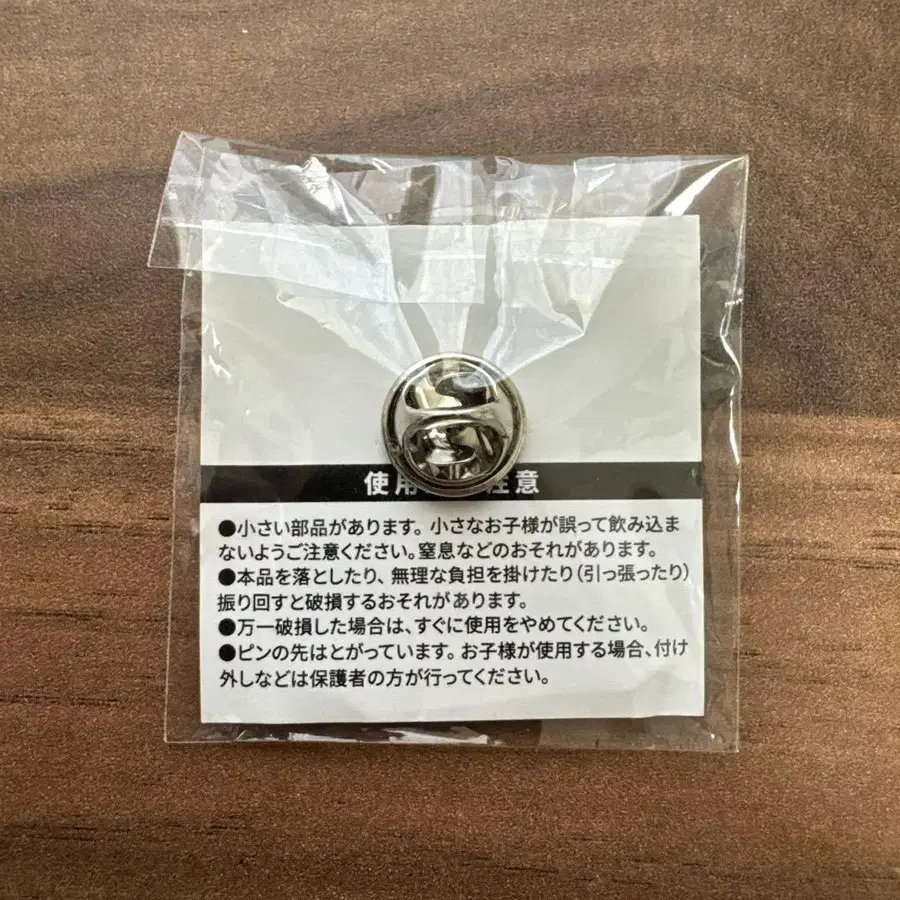 使用 注意
●小さい部品があります。小さなお子様が誤って飲み込ま
ないようご注意ください。窒息などのおそれがあります。
●本品を落としたり、無理な負担を掛けたり(引っ張ったり)
振り回すと破損するおそれがあります。
●万一破損した場合は、すぐに使用をやめてください。
●ピンの先はとがっています。お子様が使用する場合、付け
外しなどは保護者の方が行ってください。